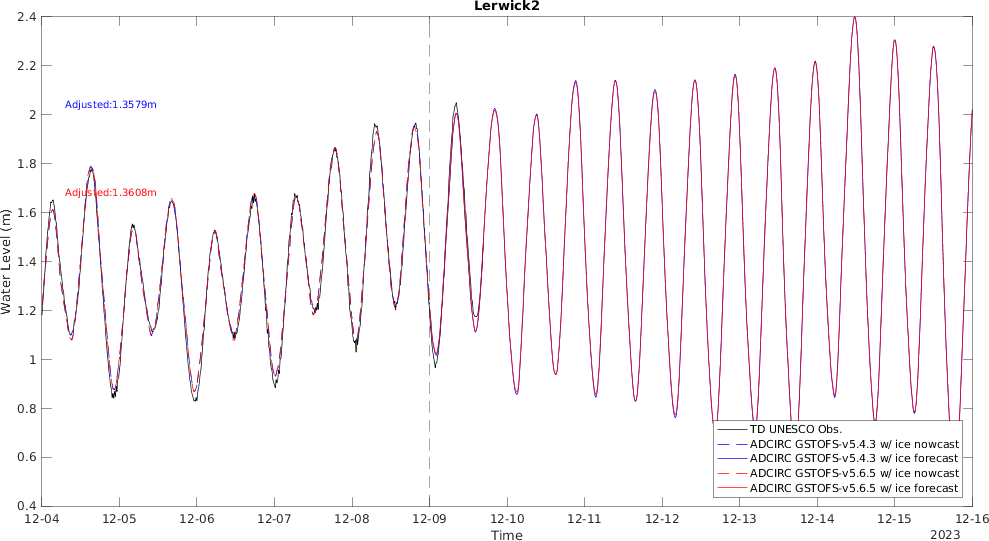 Lerwick2
2.4
2.2
2
1.8
1.6
1.4
1.2
1
0.8
0.6
0.4
Water Level (m)
Adjusted:1.3579m
Adjusted:1.3608m
TD UNESCO Obs.
ADCIRC GSTOFS-v5.4.3 w/ ice nowcast
ADCIRC GSTOFS-v5.4.3 w/ ice forecast
ADCIRC GSTOFS-v5.6.5 w/ ice nowcast
ADCIRC GSTOFS-v5.6.5 w/ ice forecast
12-04 12-05 12-06 12-07 12-08 12-09 12-10 12-11 12-12 12-13 12-14 12-15 12-16
Time
2023